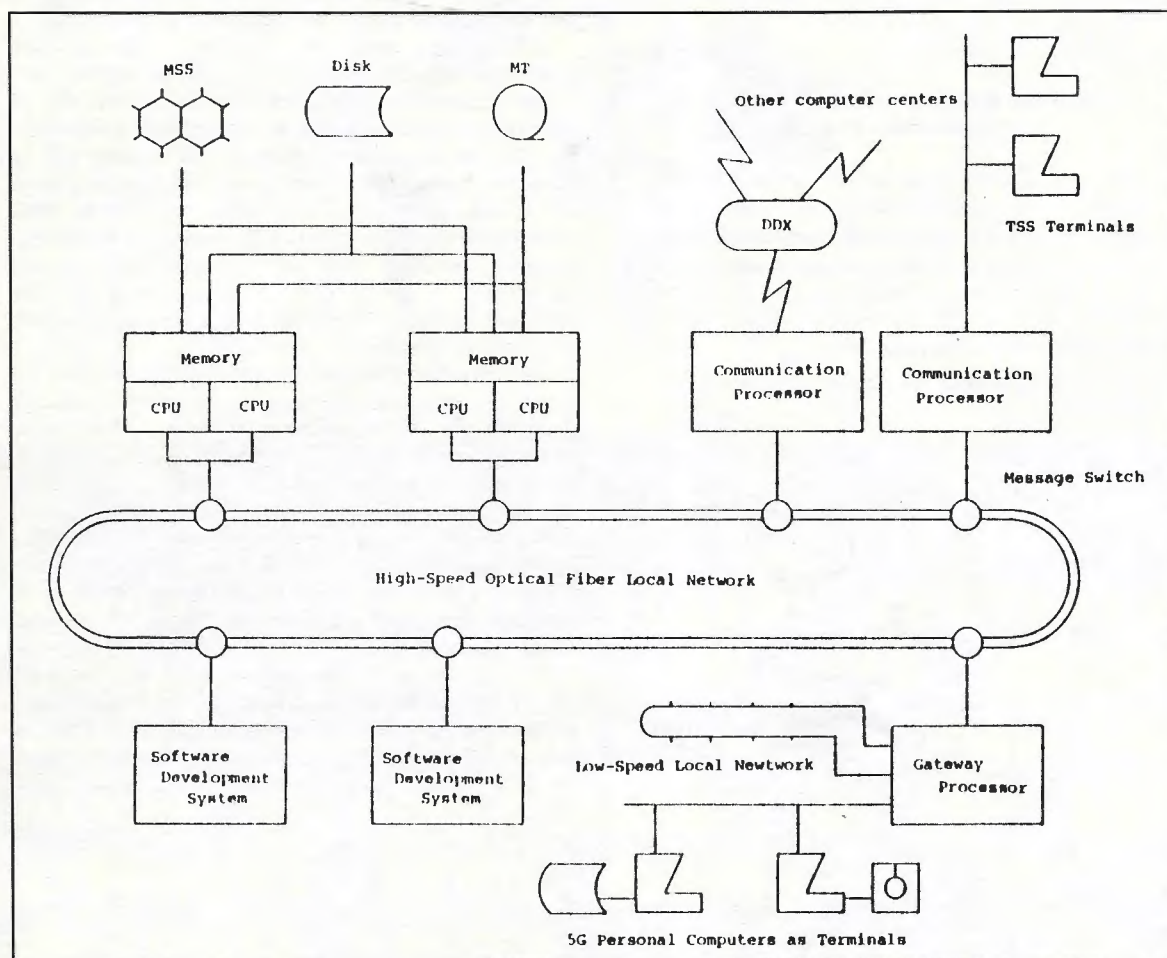 MSS
Disk
MT
Other computer centers
DDX
TSS Terminals
Memory
CPU
CPU
Memory
CPU
CPU
Communication
Processor
Communication
Processor
Message Switch
High-Speed Optical Fiber Local Network
Software
Development
System
Software
Development
System
Low-Speed Local Newtwork
Gateway
Processor
5G Personal Computers as Terminals